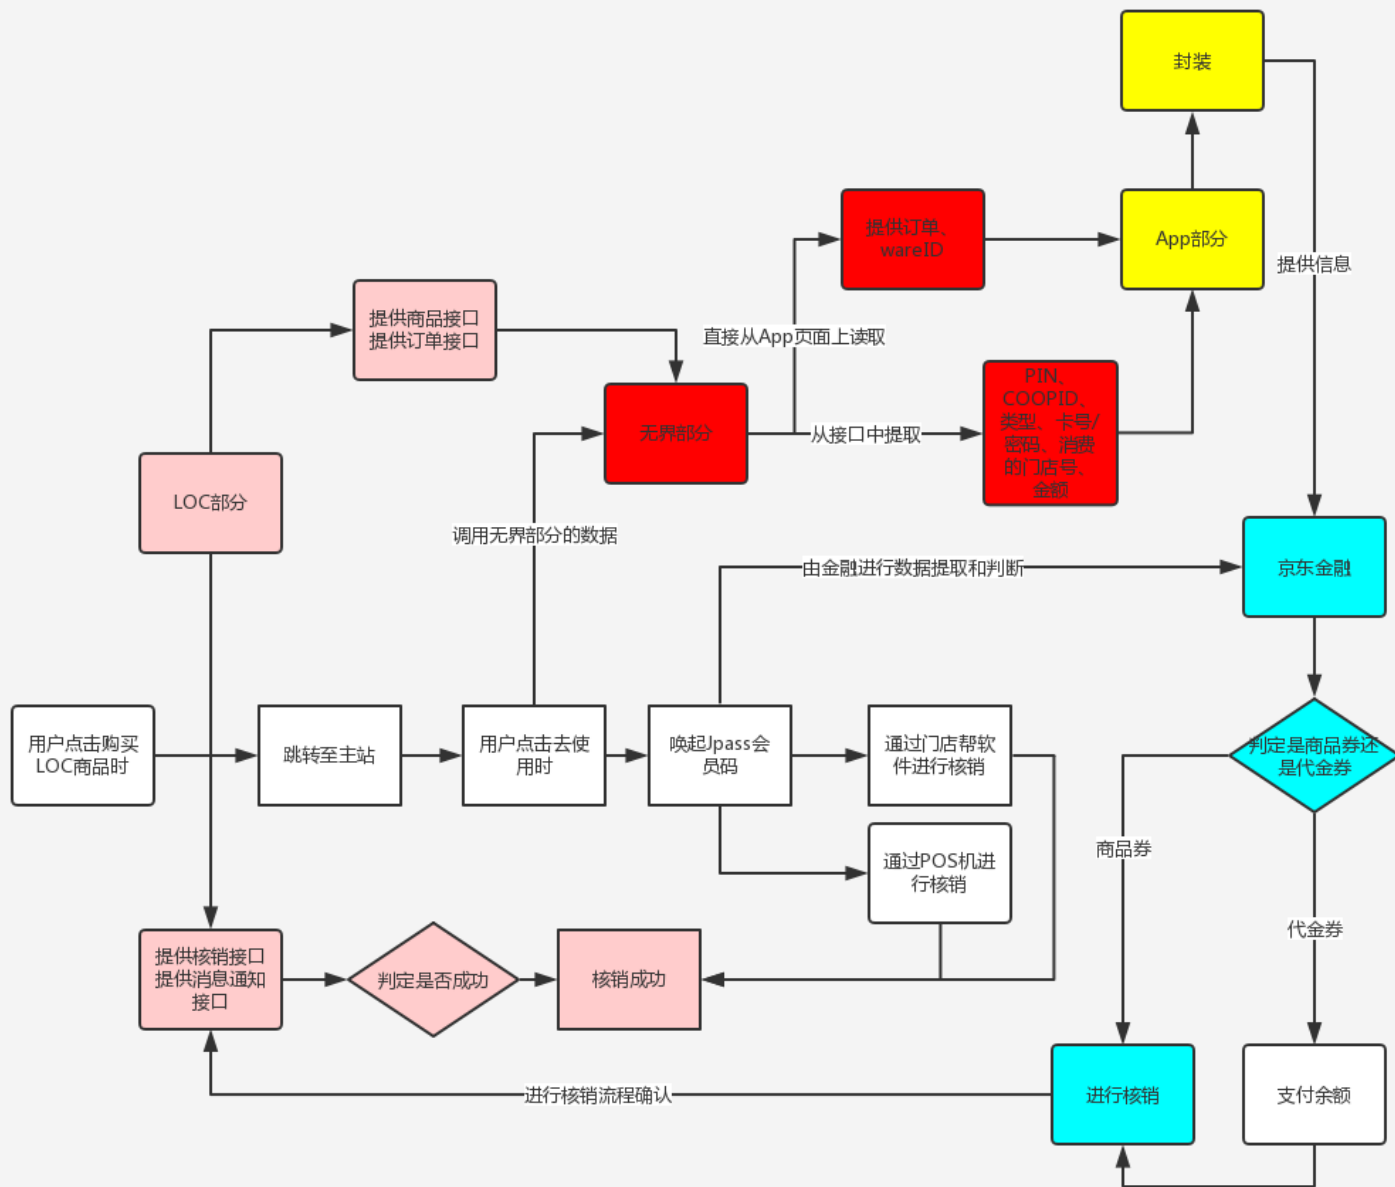 封装
提供订单、
wareID
App部分
提供信息
提供商品接口
提供订单接口
直接从App页面上读取
PIN、
COOPID、
类型、卡号/
密码、消费
的门店号、
金额
无界部分
从接口中提取
LOC部分
调用无界部分的数据
由金融进行数据提取和判断
京东金融
用户点击购买
LOC商品时
跳转至主站
用户点击去使
用时
唤起Jpass会
员码
通过门店帮软
件进行核销
判定是商品券还
是代金券
商品券
通过POS机进
行核销
代金券
提供核销接口
提供消息通知
接口
判定是否成功
核销成功
进行核销流程确认
进行核销
支付余额